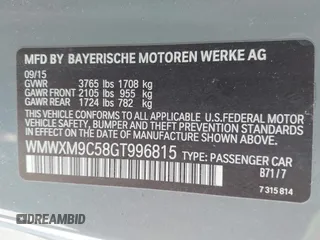 MFD BY BAYERISCHE MOTOREN WERKE AG
09/15
GVWR 3765 lbs 1708 kg
GAWR FRONT 2105 lbs 955 kg
GAWR REAR 1724 lbs 782 kg
THIS VEHICLE CONFORMS TO ALL APPLICABLE
U.S. FEDERAL MOTOR
VEHICLE SAFETY, BUMPER AND THEFT PREVENTION
STANDARDS IN EFFECT ON THE DATE OF
MANUFACTURE SHOWN ABOVE.
WMWXM9C58GT996815 TYPE: PASSENGER CAR
B71/7
7 315 814
DREAMBID